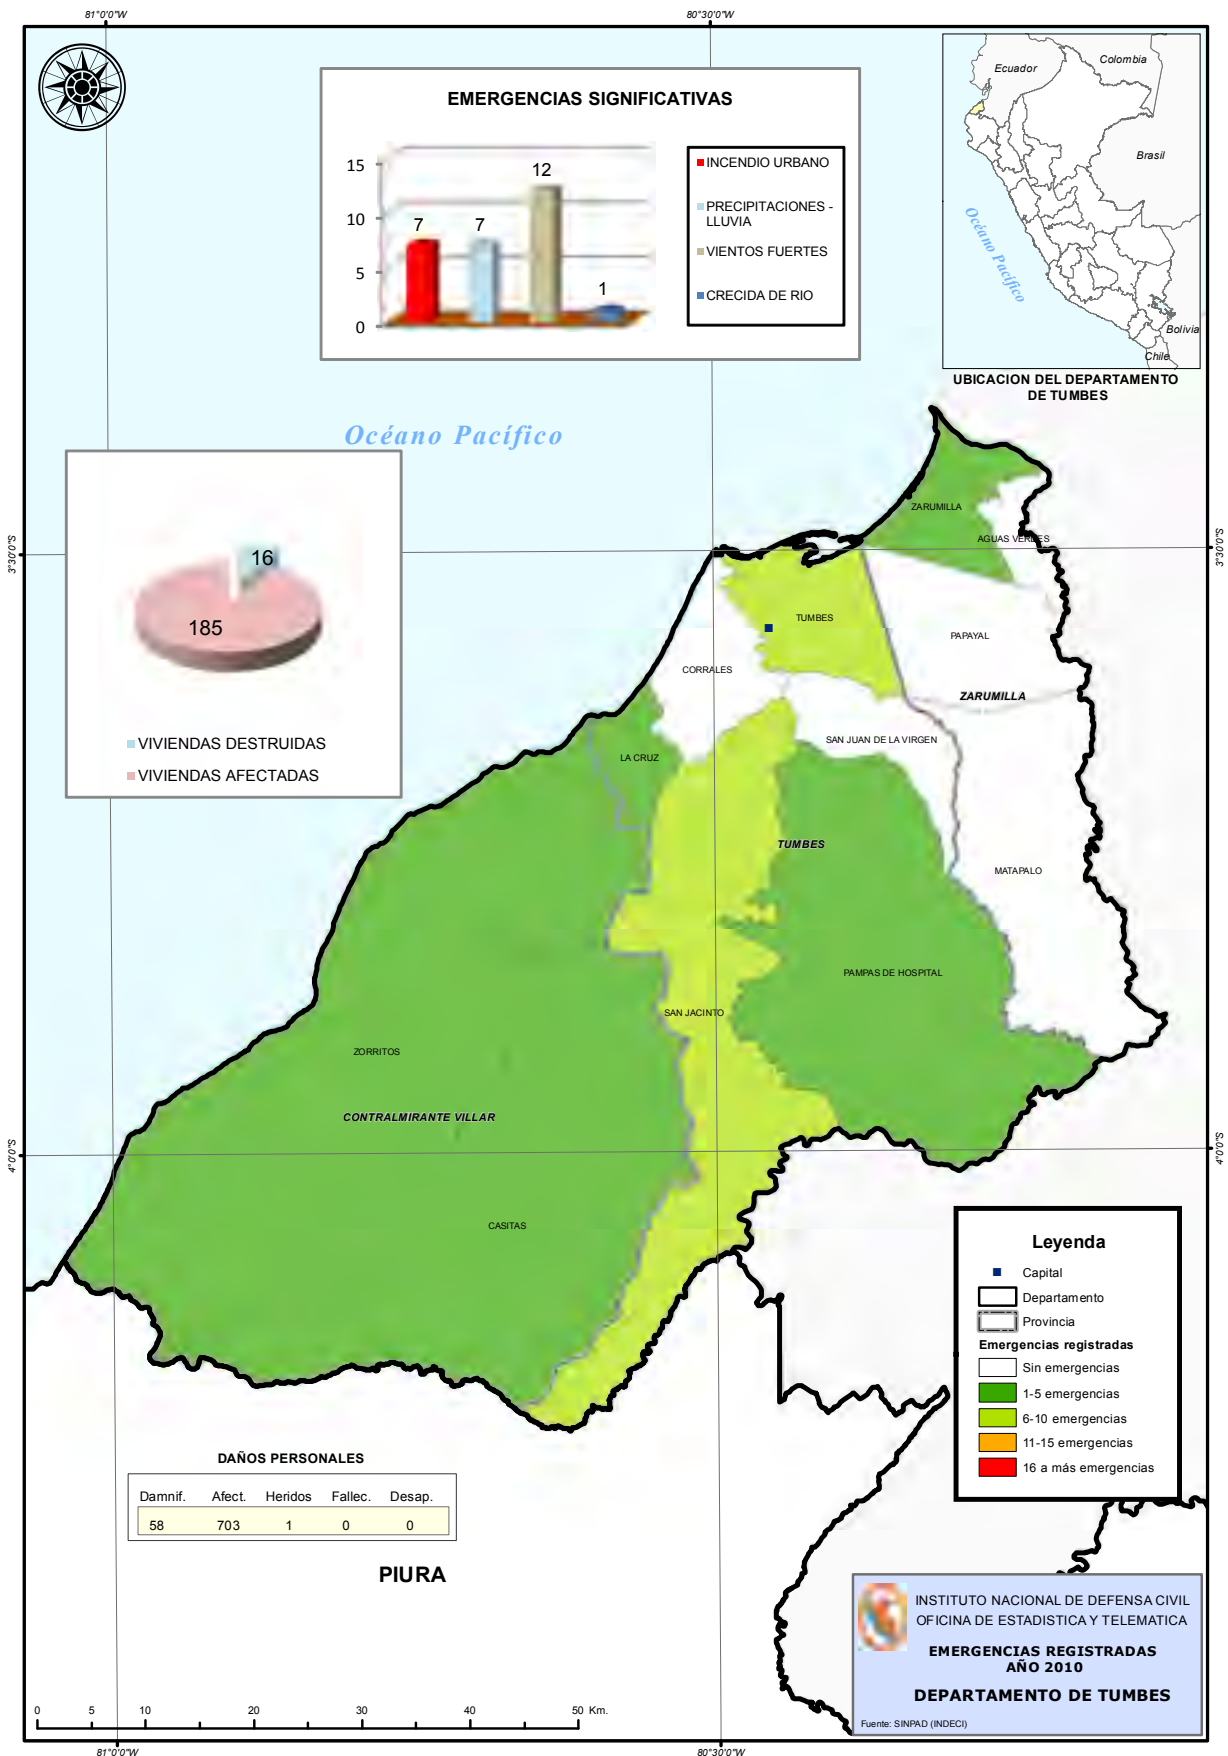 81°0'0"W
80°30'0"W
EMERGENCIAS SIGNIFICATIVAS
15
10
5
0
7
7
12
1
INCENDIO URBANO
PRECIPITACIONES -
LLUVIA
VIENTOS FUERTES
CRECIDA DE RIO
Ecuador
Colombia
Brasil
Océano Pacífico
Bolivia
Chile
UBICACION DEL DEPARTAMENTO
DE TUMBES
Océano Pacífico
16
185
VIVIENDAS DESTRUIDAS
VIVIENDAS AFECTADAS
3°30'0"S
3°30'0"S
ZARUMILLA
AGUAS VERDES
TUMBES
PAPAYAL
CORRALES
ZARUMILLA
SAN JUAN DE LA VIRGEN
LA CRUZ
TUMBES
MATAPALO
PAMPAS DE HOSPITAL
SAN JACINTO
ZORRITOS
CONTRALMIRANTE VILLAR
CASITAS
4°0'0"S
4°0'0"S
Leyenda
Capital
Departamento
Provincia
Emergencias registradas
Sin emergencias
1-5 emergencias
6-10 emergencias
11-15 emergencias
16 a más emergencias
DAÑOS PERSONALES
Damnif. Afect. Heridos Fallec. Desap.
58 703 1 0 0
PIURA
INSTITUTO NACIONAL DE DEFENSA CIVIL
OFICINA DE ESTADISTICA Y TELEMATICA
EMERGENCIAS REGISTRADAS
AÑO 2010
DEPARTAMENTO DE TUMBES
Fuente: SINPAD (INDECI)
0 5 10 20 30 40 50 Km.
81°0'0"W
80°30'0"W